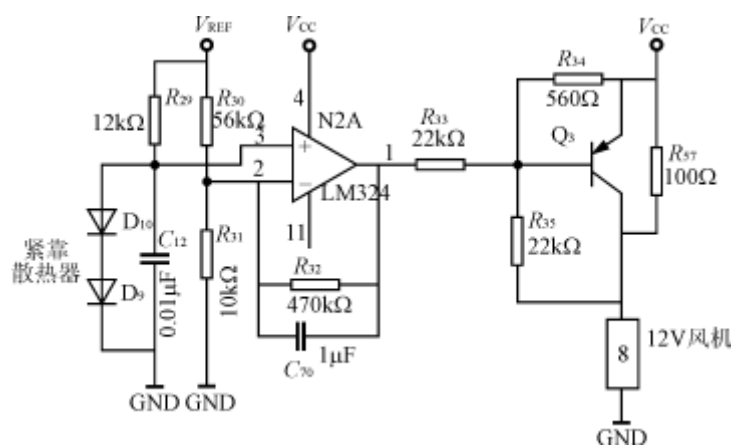 VREF
VCC
VCC
R29
12kΩ
R30
56kΩ
4
N2A
3
2
+
−
1
LM324
11
R33
22kΩ
R34
560Ω
Q3
R37
100Ω
R35
22kΩ
D10
D9
C12
0.01μF
紧靠
散热器
R31
10kΩ
R32
470kΩ
C70
1μF
8
12V风机
GND
GND
GND